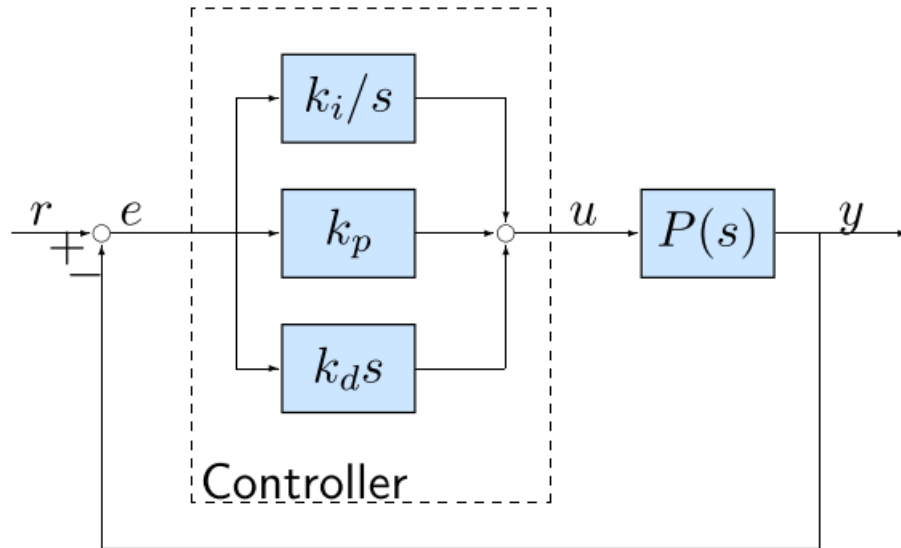 k_i/s
r
+
−
e
k_p
u
P(s)
y
k_d s
Controller